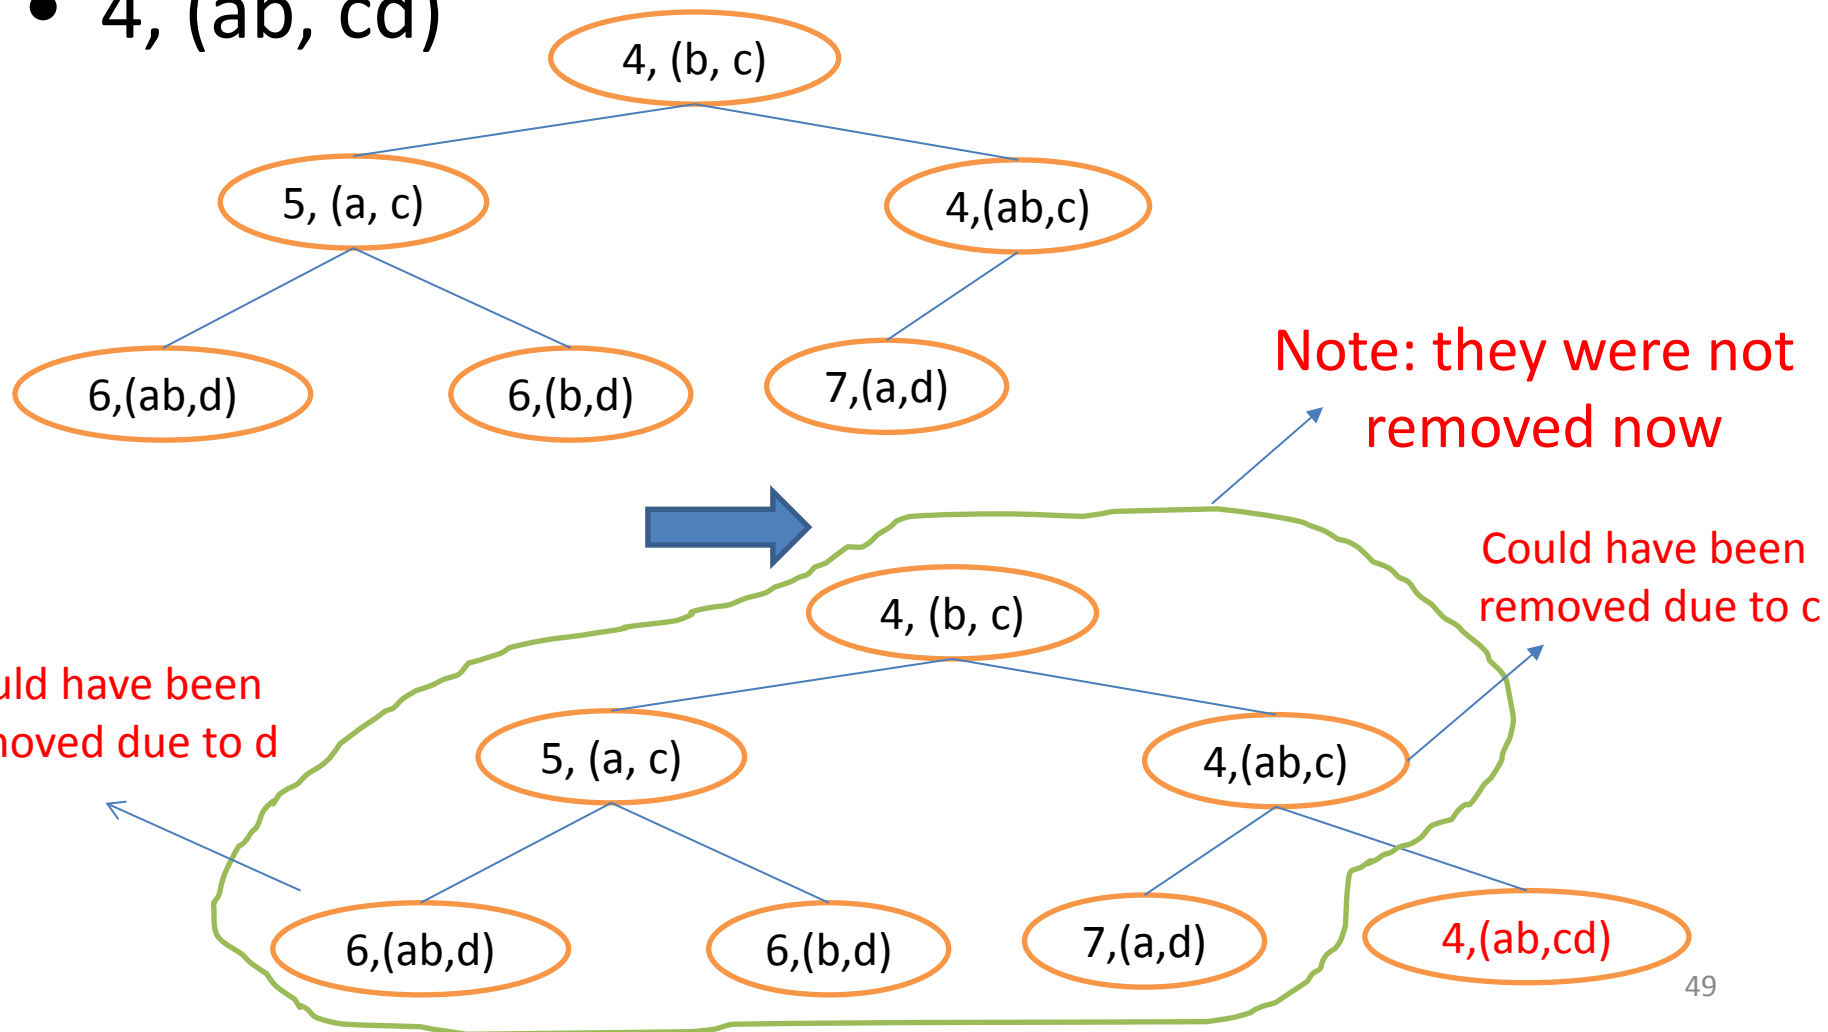 • 4, (ab, cd)
4, (b, c)
5, (a, c)
4,(ab,c)
6,(ab,d)
6,(b,d)
7,(a,d)
Note: they were not
removed now
Could have been
removed due to c
have been
due to d
4, (b, c)
5, (a, c)
4,(ab,c)
6,(ab,d)
6,(b,d)
7,(a,d)
4,(ab,cd)
49